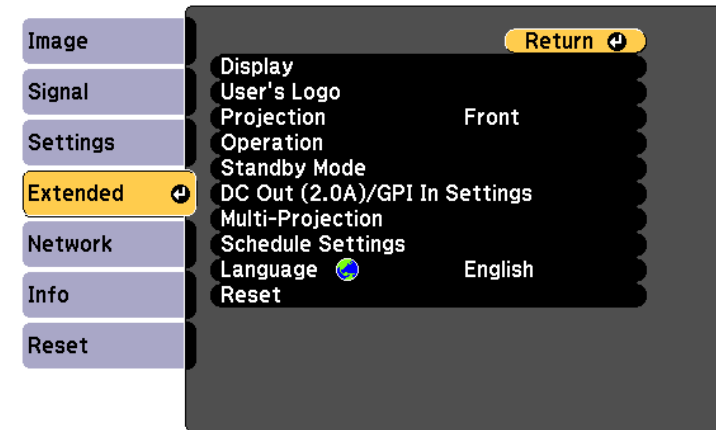 Image
Signal
Settings
Extended
Network
Info
Reset
Return
Display
User's Logo
Projection Front
Operation
Standby Mode
DC Out (2.0A)/GPI In Settings
Multi-Projection
Schedule Settings
Language English
Reset